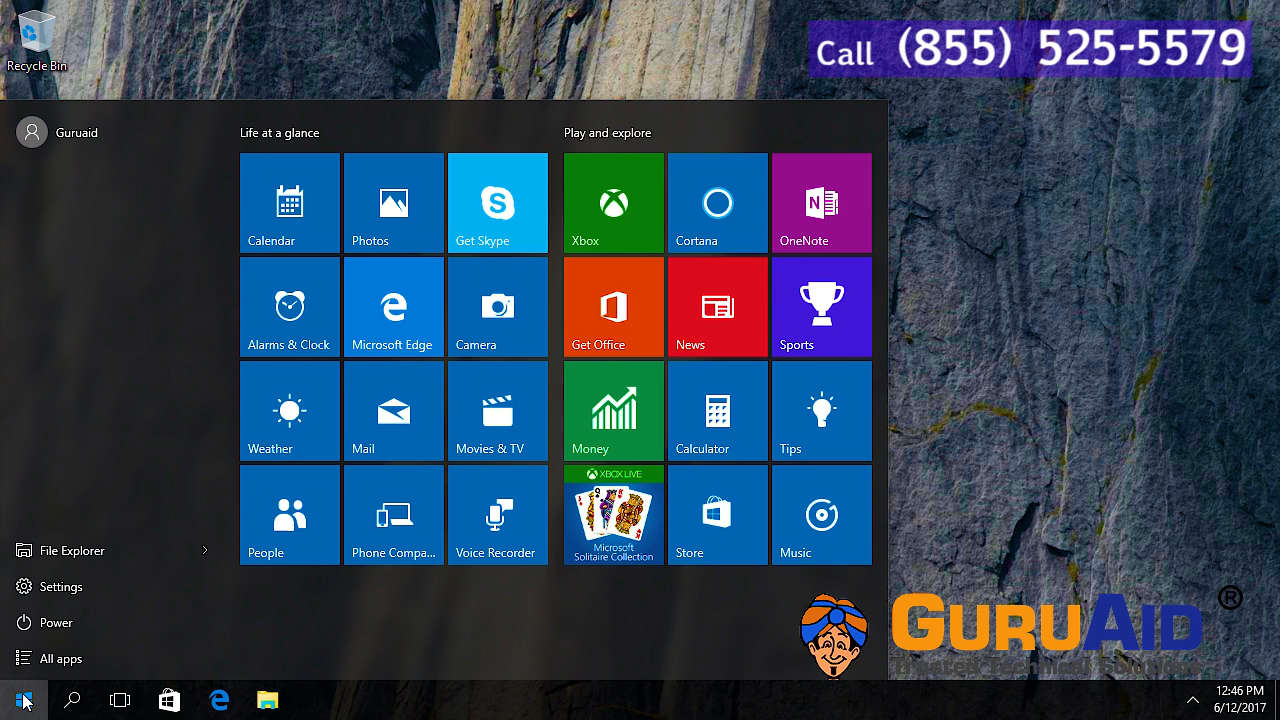 Recycle Bin
Call (855) 525-5579
Guruaid
Life at a glance
Play and explore
Calendar
Photos
Get Skype
Xbox
Cortana
OneNote
Alarms & Clock
Microsoft Edge
Camera
Get Office
News
Sports
Weather
Mail
Movies & TV
Money
Calculator
Tips
XBOX LIVE
People
Phone Compa...
Voice Recorder
Microsoft
Solitaire Collection
Store
Music
File Explorer
Settings
Power
All apps
GURUAID ®
12:46 PM
6/12/2017